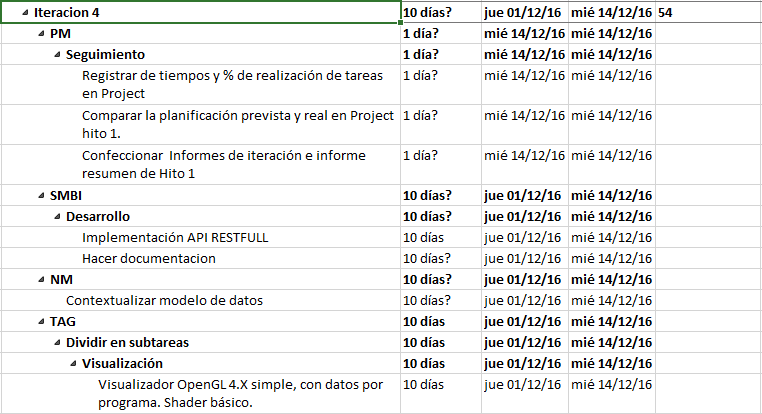 Iteracion 4 10 días? jue 01/12/16 mié 14/12/16 54
PM 1 día? mié 14/12/16 mié 14/12/16
Seguimiento 1 día? mié 14/12/16 mié 14/12/16
Registrar de tiempos y % de realización de tareas 1 día? mié 14/12/16 mié 14/12/16
en Project
Comparar la planificación prevista y real en Project 1 día? mié 14/12/16 mié 14/12/16
hito 1.
Confeccionar Informes de iteración e informe 1 día? mié 14/12/16 mié 14/12/16
resumen de Hito 1
SMBI 10 días? jue 01/12/16 mié 14/12/16
Desarrollo 10 días? jue 01/12/16 mié 14/12/16
Implementación API RESTFULL 10 días jue 01/12/16 mié 14/12/16
Hacer documentacion 10 días? jue 01/12/16 mié 14/12/16
NM 10 días? jue 01/12/16 mié 14/12/16
Contextualizar modelo de datos 10 días? jue 01/12/16 mié 14/12/16
TAG 10 días jue 01/12/16 mié 14/12/16
Dividir en subtareas 10 días jue 01/12/16 mié 14/12/16
Visualización 10 días jue 01/12/16 mié 14/12/16
Visualizador OpenGL 4.X simple, con datos por 10 días jue 01/12/16 mié 14/12/16
programa. Shader básico.